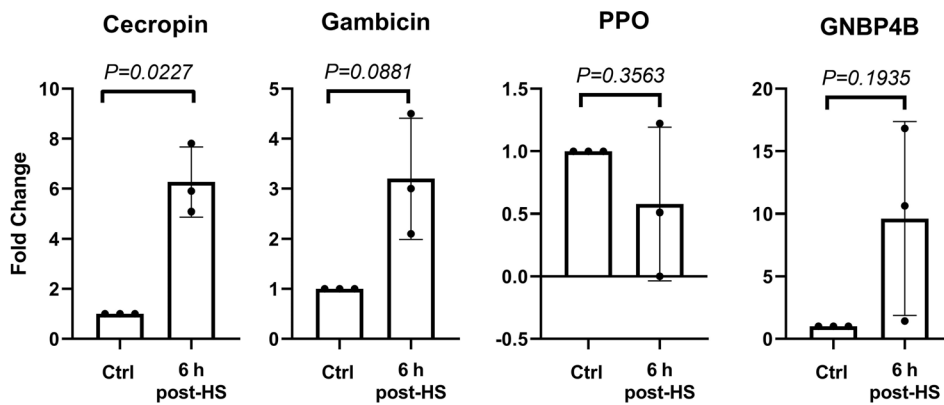 Cecropin
Gambicin
PPO
GNBP4B
P=0.0227
P=0.0881
P=0.3563
P=0.1935
Fold Change
10
8
6
4
2
0
Ctrl
6 h
post-HS
5
4
3
2
1
0
Ctrl
6 h
post-HS
1.5
1.0
0.5
0.0
-0.5
Ctrl
6 h
post-HS
20
15
10
5
0
Ctrl
6 h
post-HS